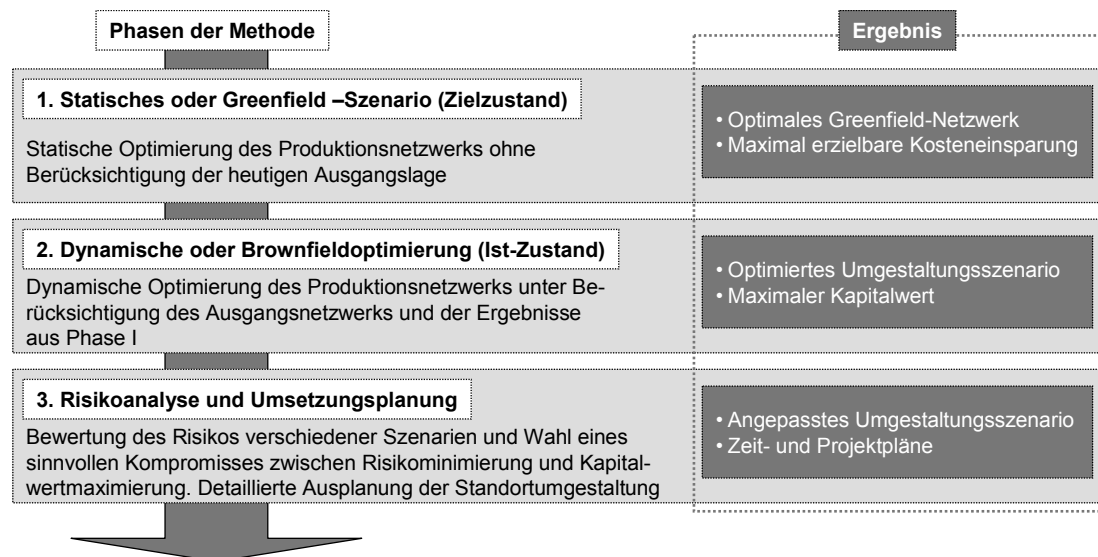 Phasen der Methode
Ergebnis
1. Statisches oder Greenfield –Szenario (Zielzustand)
Statische Optimierung des Produktionsnetzwerks ohne
Berücksichtigung der heutigen Ausgangslage
• Optimales Greenfield-Netzwerk
• Maximal erzielbare Kosteneinsparung
2. Dynamische oder Brownfieldoptimierung (Ist-Zustand)
Dynamische Optimierung des Produktionsnetzwerks unter Be-
rücksichtigung des Ausgangsnetzwerks und der Ergebnisse
aus Phase I
• Optimiertes Umgestaltungsszenario
• Maximaler Kapitalwert
3. Risikoanalyse und Umsetzungsplanung
Bewertung des Risikos verschiedener Szenarien und Wahl eines
sinnvollen Kompromisses zwischen Risikominimierung und Kapital-
wertmaximierung. Detaillierte Ausplanung der Standortumgestaltung
• Angepasstes Umgestaltungsszenario
• Zeit- und Projektpläne